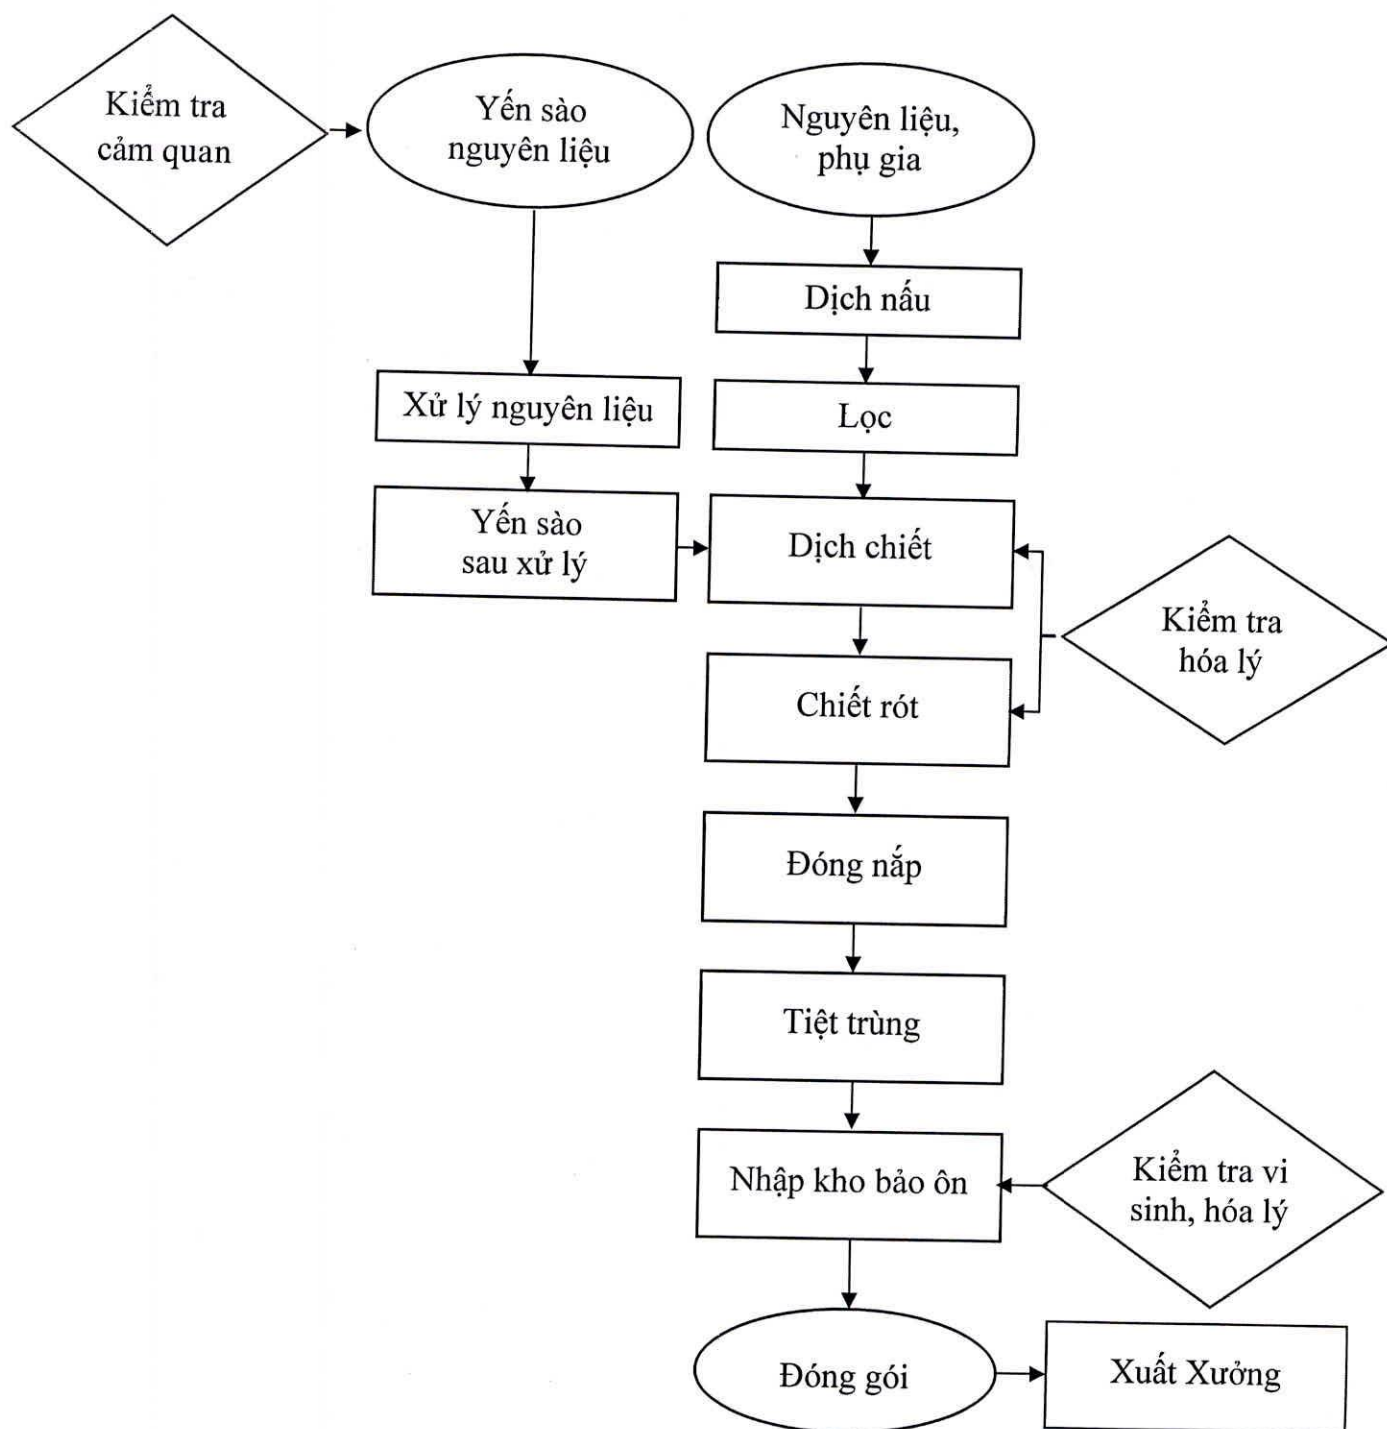 Kiểm tra
cảm quan
Yến sào
nguyên liệu
Nguyên liệu,
phụ gia
Dịch nấu
Xử lý nguyên liệu
Lọc
Yến sào
sau xử lý
Dịch chiết
Kiểm tra
hóa lý
Chiết rót
Đóng nắp
Tiệt trùng
Nhập kho bảo ôn
Kiểm tra vi
sinh, hóa lý
Đóng gói
Xuất Xưởng